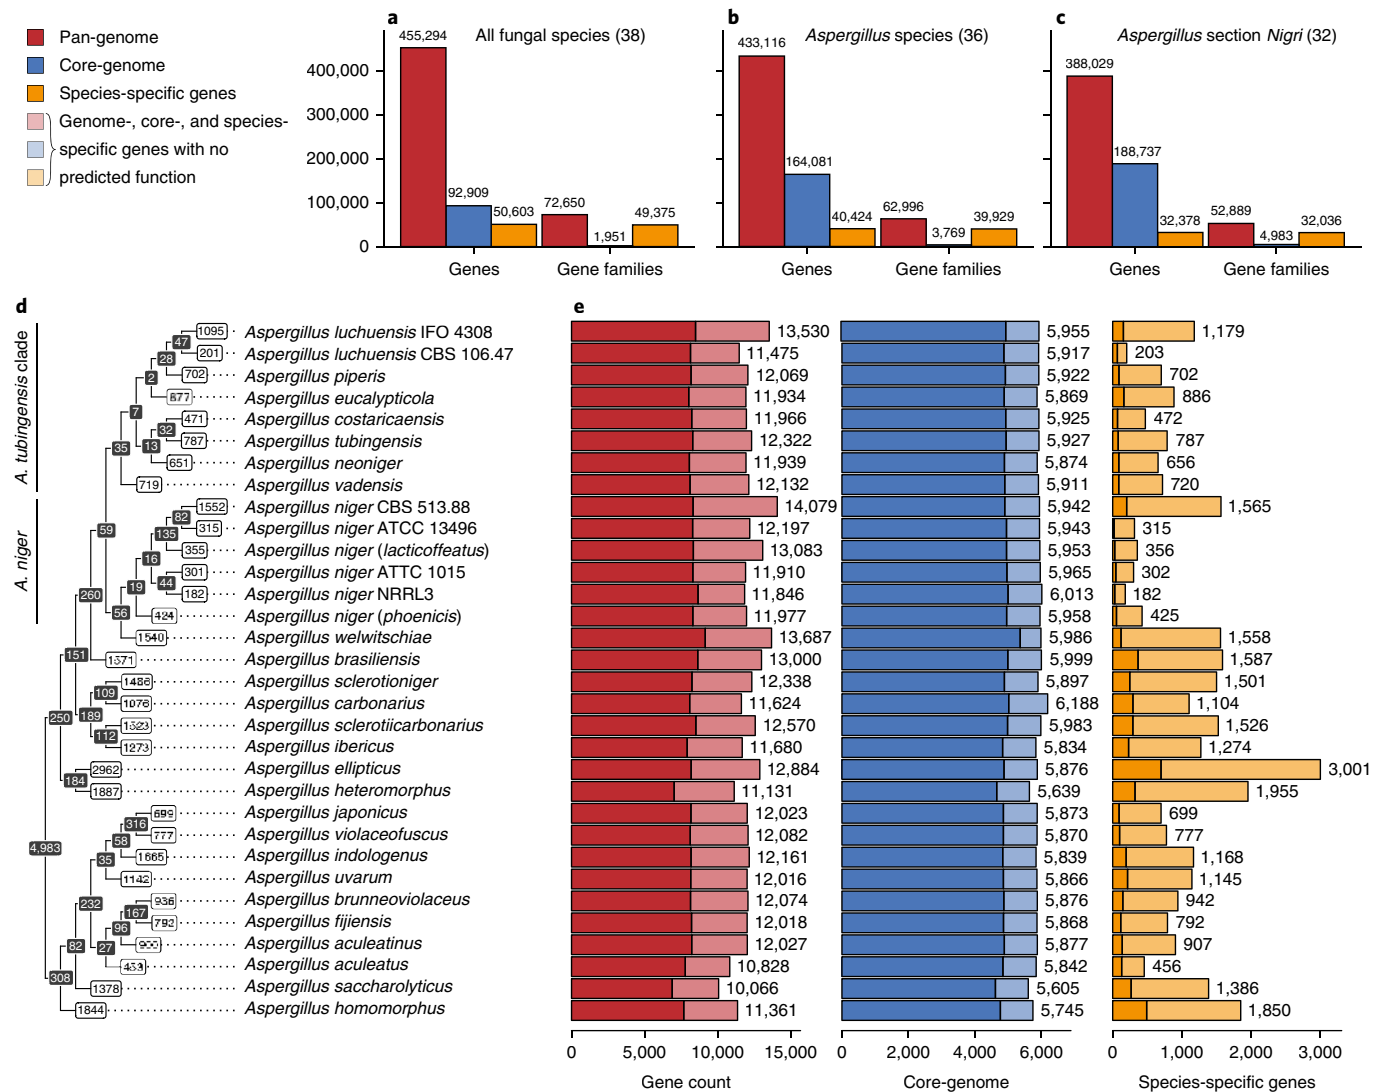 Pan-genome
Core-genome
Species-specific genes
Genome-, core-, and species-
specific genes with no
predicted function
a
All fungal species (38)
400,000
300,000
200,000
100,000
0
455,294
92,909
50,603
72,650
1,951
49,375
Genes
Gene families
b
Aspergillus species (36)
433,116
164,081
40,424
62,996
3,769
39,929
Genes
Gene families
c
Aspergillus section Nigri (32)
388,029
188,737
32,378
52,889
4,983
32,036
Genes
Gene families
d
e
A. tubingensis clade
A. niger
1095 Aspergillus luchuensis IFO 4308 13,530 5,955 1,179
47
201 Aspergillus luchuensis CBS 106.47 11,475 5,917 203
28
702 Aspergillus piperis 12,069 5,922 702
2
877 Aspergillus eucalypticola 11,934 5,869 886
7
471 Aspergillus costaricaensis 11,966 5,925 472
32
787 Aspergillus tubingensis 12,322 5,927 787
35 13
651 Aspergillus neoniger 11,939 5,874 656
719 Aspergillus vadensis 12,132 5,911 720
1552 Aspergillus niger CBS 513.88 14,079 5,942 1,565
82
315 Aspergillus niger ATCC 13496 12,197 5,943 315
59 135
355 Aspergillus niger (lacticoffeatus) 13,083 5,953 356
16
301 Aspergillus niger ATTC 1015 11,910 5,965 302
19 44
182 Aspergillus niger NRRL3 11,846 6,013 182
260 56
424 Aspergillus niger (phoenicis) 11,977 5,958 425
1540 Aspergillus welwitschiae 13,687 5,986 1,558
151
1571 Aspergillus brasiliensis 13,000 5,999 1,587
1486 Aspergillus sclerotioniger 12,338 5,897 1,501
109
1076 Aspergillus carbonarius 11,624 6,188 1,104
250 189
1523 Aspergillus sclerotiicarbonarius 12,570 5,983 1,526
112
1273 Aspergillus ibericus 11,680 5,834 1,274
2962 Aspergillus ellipticus 12,884 5,876 3,001
184
1887 Aspergillus heteromorphus 11,131 5,639 1,955
Aspergillus japonicus 12,023 5,873 699
316
777 Aspergillus violaceofuscus 12,082 5,870 777
58
4,983
1665 Aspergillus indologenus 12,161 5,839 1,168
35
1142 Aspergillus uvarum 12,016 5,866 1,145
936 Aspergillus brunneoviolaceus 12,074 5,876 942
232 167
792 Aspergillus fijiensis 12,018 5,868 792
96
Aspergillus aculeatinus 12,027 5,877 907
82 27
453 Aspergillus aculeatus 10,828 5,842 456
308
1378 Aspergillus saccharolyticus 10,066 5,605 1,386
1844 Aspergillus homomorphus 11,361 5,745 1,850
0 5,000 10,000 15,000
Gene count
0 2,000 4,000 6,000
Core-genome
0 1,000 2,000 3,000
Species-specific genes